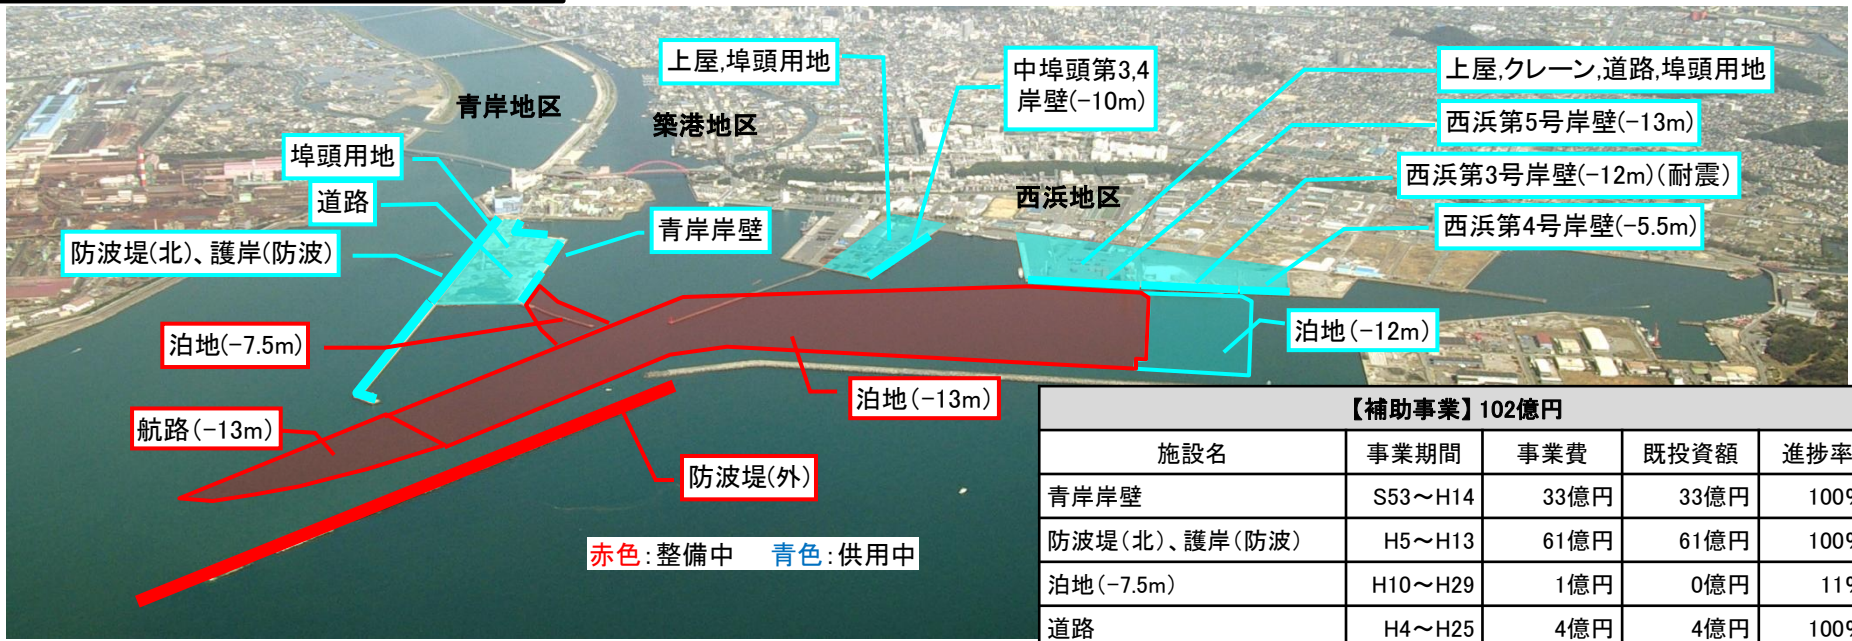 上屋,埠頭用地
中埠頭第3,4
岸壁(-10m)
上屋,クレーン,道路,埠頭用地
青岸地区
築港地区
西浜第5号岸壁(-13m)
埠頭用地
西浜第3号岸壁(-12m)(耐震)
道路
西浜地区
青岸岸壁
西浜第4号岸壁(-5.5m)
防波堤(北)、護岸(防波)
泊地(-7.5m)
泊地(-12m)
泊地(-13m)
航路(-13m)
防波堤(外)
赤色:整備中 青色:供用中
【補助事業】102億円
施設名 事業期間 事業費 既投資額 進捗率
青岸岸壁 S53～H14 33億円 33億円 100%
防波堤(北)、護岸(防波) H5～H13 61億円 61億円 100%
泊地(-7.5m) H10～H29 1億円 0億円 11%
道路 H4～H25 4億円 4億円 100%